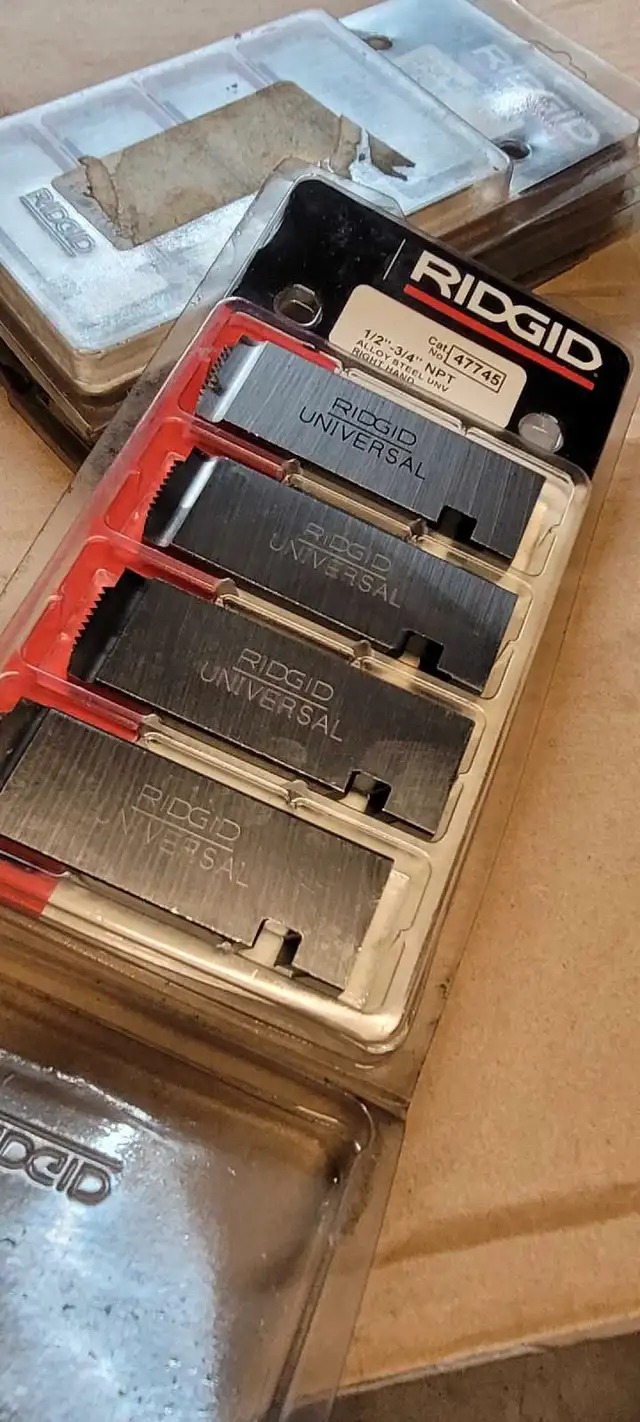 RIDGID
RIDGID
RIDGID
Cat. No. 47745
1/2"-3/4" NPT
ALLOY STEEL UNV
RIGHT HAND
RIDGID
UNIVERSAL
RIDGID
UNIVERSAL
RIDGID
UNIVERSAL
RIDGID
UNIVERSAL